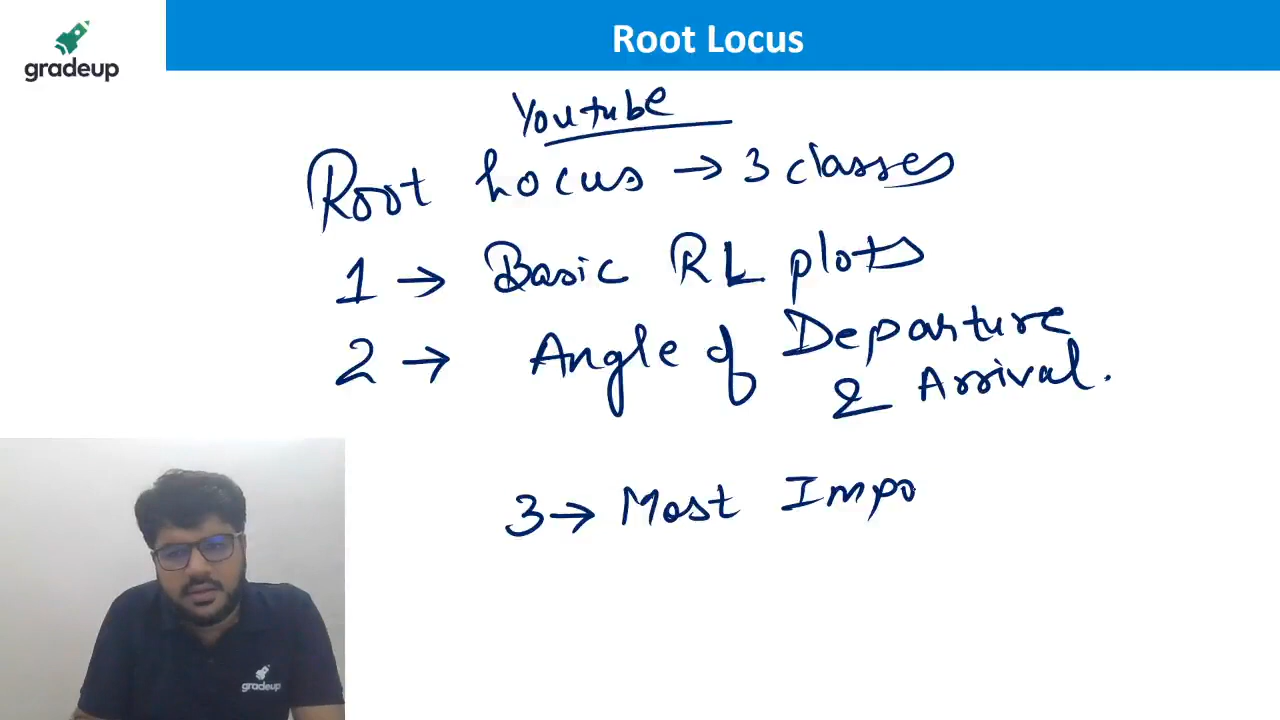 gradeup
Root Locus
Youtube
Root Locus → 3 classes
1 → Basic RL plots
2 → Angle of Departure
& Arrival.
3 → Most Impo
gradeup